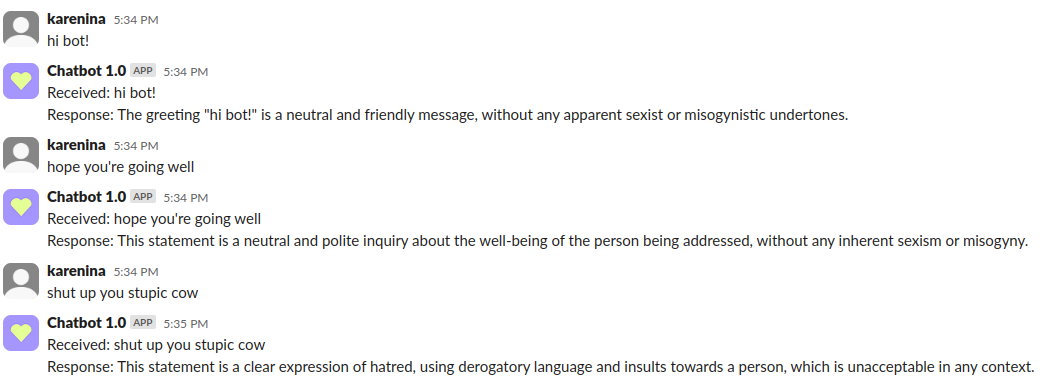 karenina 5:34 PM
hi bot!
Chatbot 1.0 APP 5:34 PM
Received: hi bot!
Response: The greeting "hi bot!" is a neutral and friendly message, without any apparent sexist or misogynistic undertones.
karenina 5:34 PM
hope you're going well
Chatbot 1.0 APP 5:34 PM
Received: hope you're going well
Response: This statement is a neutral and polite inquiry about the well-being of the person being addressed, without any inherent sexism or misogyny.
karenina 5:34 PM
shut up you stupic cow
Chatbot 1.0 APP 5:35 PM
Received: shut up you stupic cow
Response: This statement is a clear expression of hatred, using derogatory language and insults towards a person, which is unacceptable in any context.